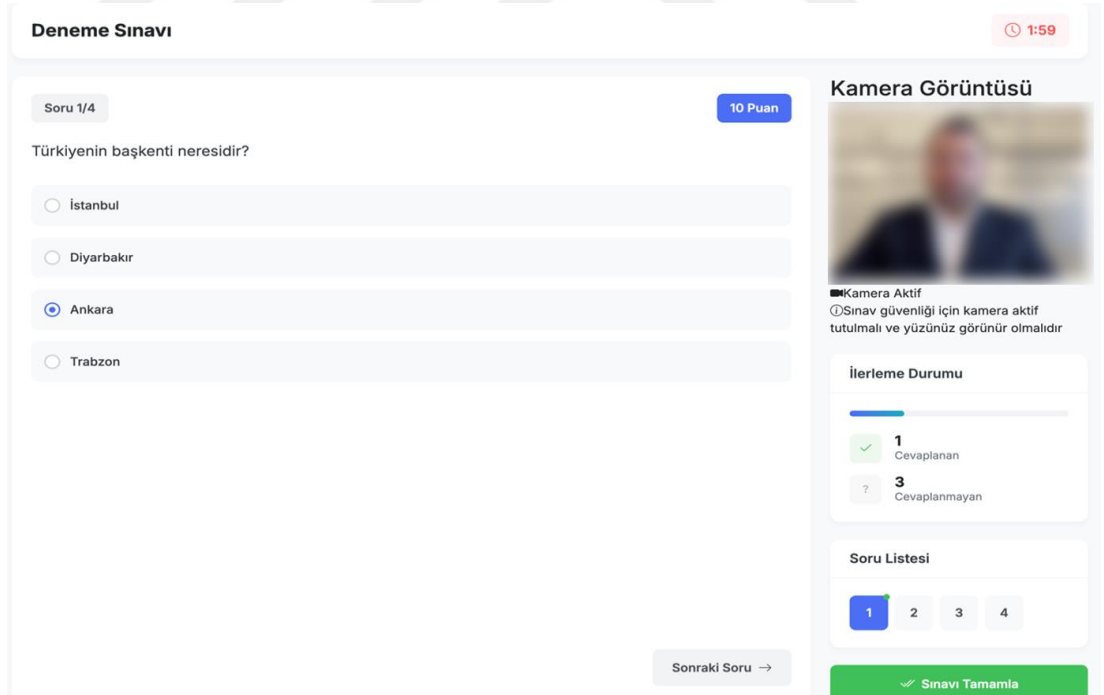 Deneme Sınavı
1:59
Soru 1/4
10 Puan
Türkiyenin başkenti neresidir?
İstanbul
Diyarbakır
Ankara
Trabzon
Sonraki Soru →
Kamera Görüntüsü
Kamera Aktif
Sınav güvenliği için kamera aktif
tutulmalı ve yüzünüz görünür olmalıdır
İlerleme Durumu
1
Cevaplanan
?
3
Cevaplanmayan
Soru Listesi
1 2 3 4
Sınavı Tamamla